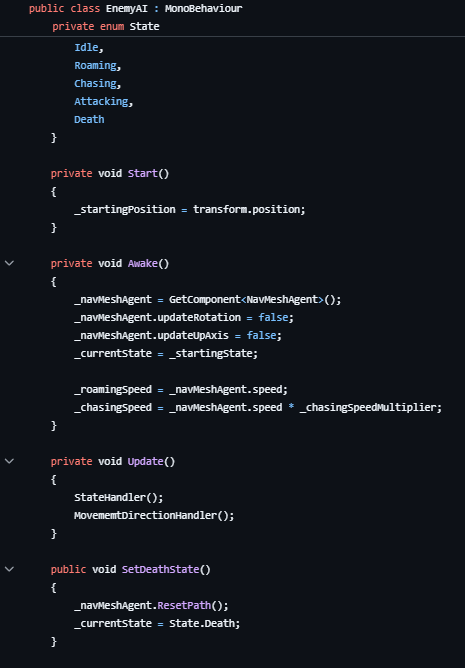 public class EnemyAI : MonoBehaviour
private enum State
Idle,
Roaming,
Chasing,
Attacking,
Death
}
private void Start()
{
_startingPosition = transform.position;
}
private void Awake()
{
_navMeshAgent = GetComponent<NavMeshAgent>();
_navMeshAgent.updateRotation = false;
_navMeshAgent.updateUpAxis = false;
_currentState = _startingState;
_roamingSpeed = _navMeshAgent.speed;
_chasingSpeed = _navMeshAgent.speed * _chasingSpeedMultiplier;
}
private void Update()
{
StateHandler();
MovememtDirectionHandler();
}
public void SetDeathState()
{
_navMeshAgent.ResetPath();
_currentState = State.Death;
}